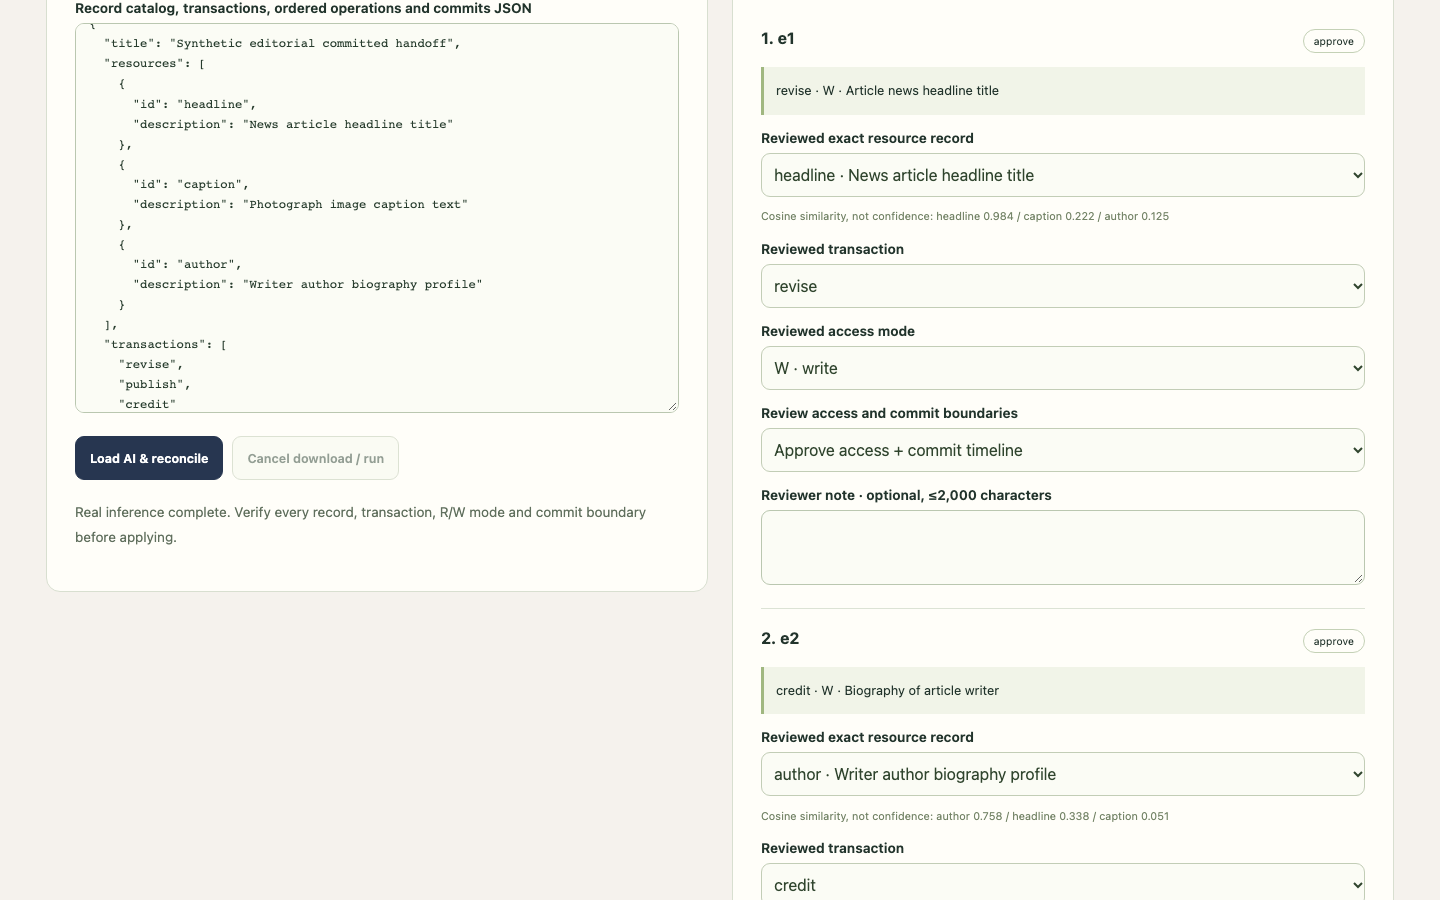 Record catalog, transactions, ordered operations and commits JSON
{
"title": "Synthetic editorial committed handoff",
"resources": [
{
"id": "headline",
"description": "News article headline title"
},
{
"id": "caption",
"description": "Photograph image caption text"
},
{
"id": "author",
"description": "Writer author biography profile"
}
],
"transactions": [
"revise",
"publish",
"credit"
Load AI & reconcile
Cancel download / run
Real inference complete. Verify every record, transaction, R/W mode and commit boundary
before applying.
1. e1
approve
revise · W · Article news headline title
Reviewed exact resource record
headline · News article headline title
Cosine similarity, not confidence: headline 0.984 / caption 0.222 / author 0.125
Reviewed transaction
revise
Reviewed access mode
W · write
Review access and commit boundaries
Approve access + commit timeline
Reviewer note · optional, ≤2,000 characters
2. e2
approve
credit · W · Biography of article writer
Reviewed exact resource record
author · Writer author biography profile
Cosine similarity, not confidence: author 0.758 / headline 0.338 / caption 0.051
Reviewed transaction
credit